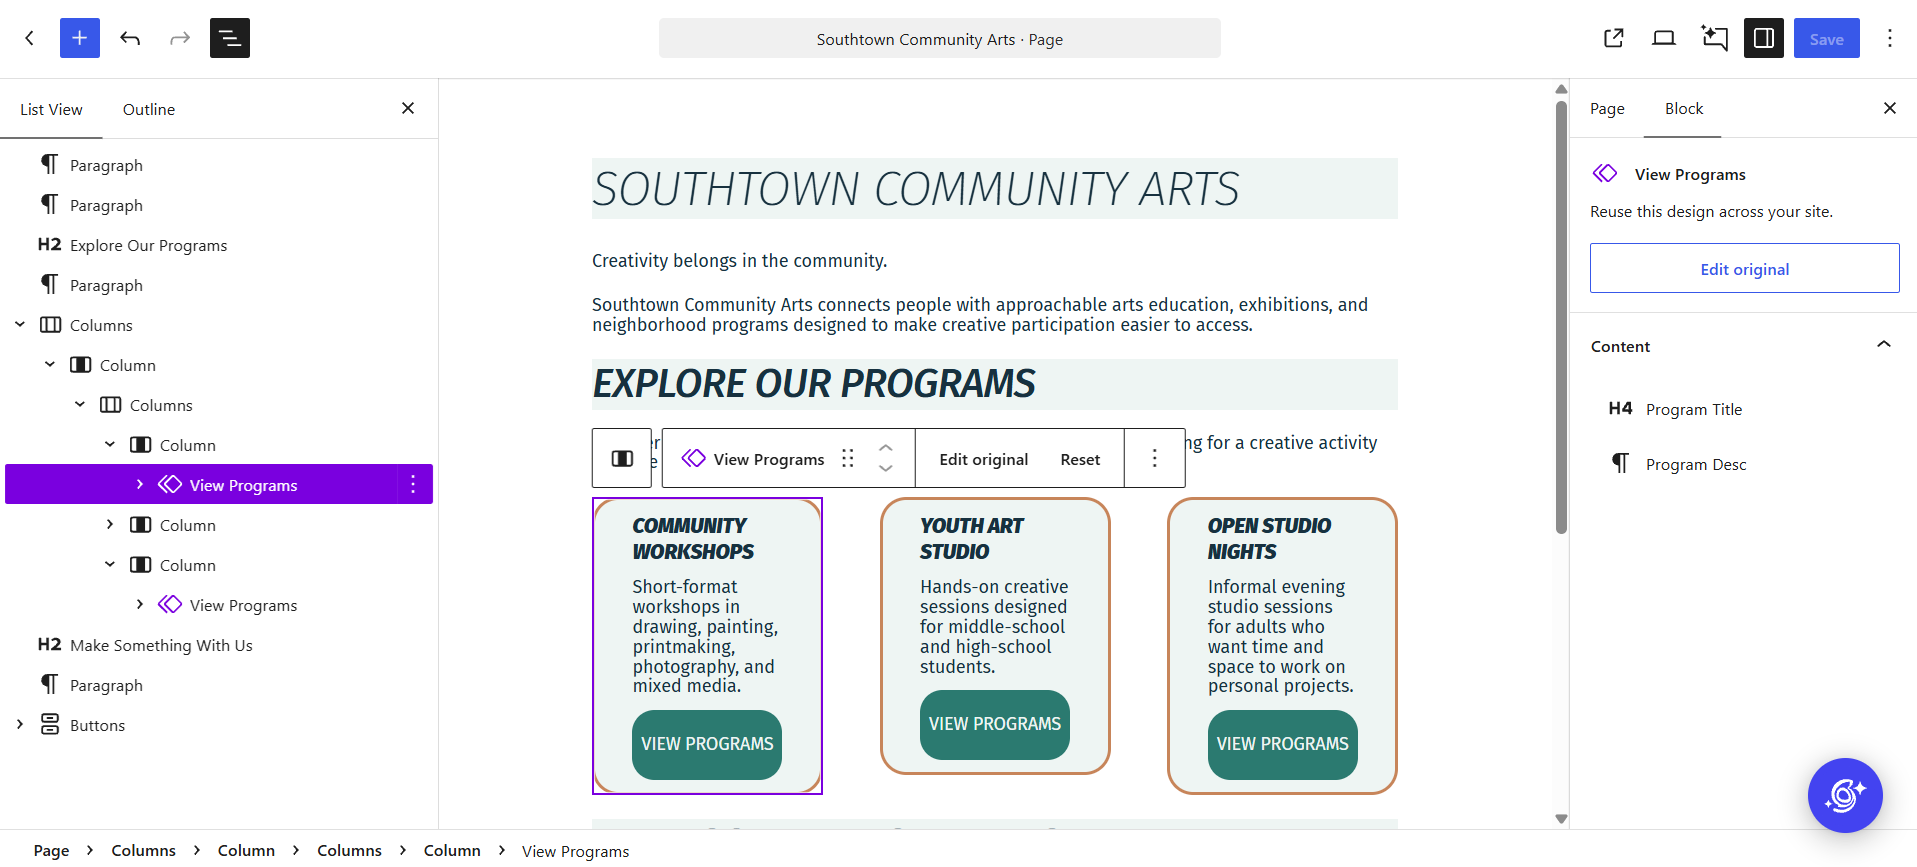 Southtown Community Arts · Page
Save
List View
Outline
Paragraph
Paragraph
H2 Explore Our Programs
Paragraph
Columns
Column
Columns
Column
View Programs
Column
Column
View Programs
H2 Make Something With Us
Paragraph
Buttons
SOUTHTOWN COMMUNITY ARTS
Creativity belongs in the community.
Southtown Community Arts connects people with approachable arts education, exhibitions, and
neighborhood programs designed to make creative participation easier to access.
EXPLORE OUR PROGRAMS
for a creative activity
View Programs
Edit original
Reset
COMMUNITY
WORKSHOPS
Short-format
workshops in
drawing, painting,
printmaking,
photography, and
mixed media.
VIEW PROGRAMS
YOUTH ART
STUDIO
Hands-on creative
sessions designed
for middle-school
and high-school
students.
VIEW PROGRAMS
OPEN STUDIO
NIGHTS
Informal evening
studio sessions
for adults who
want time and
space to work on
personal projects.
VIEW PROGRAMS
Page
Block
View Programs
Reuse this design across your site.
Edit original
Content
H4 Program Title
Program Desc
Page > Columns > Column > Columns > Column > View Programs